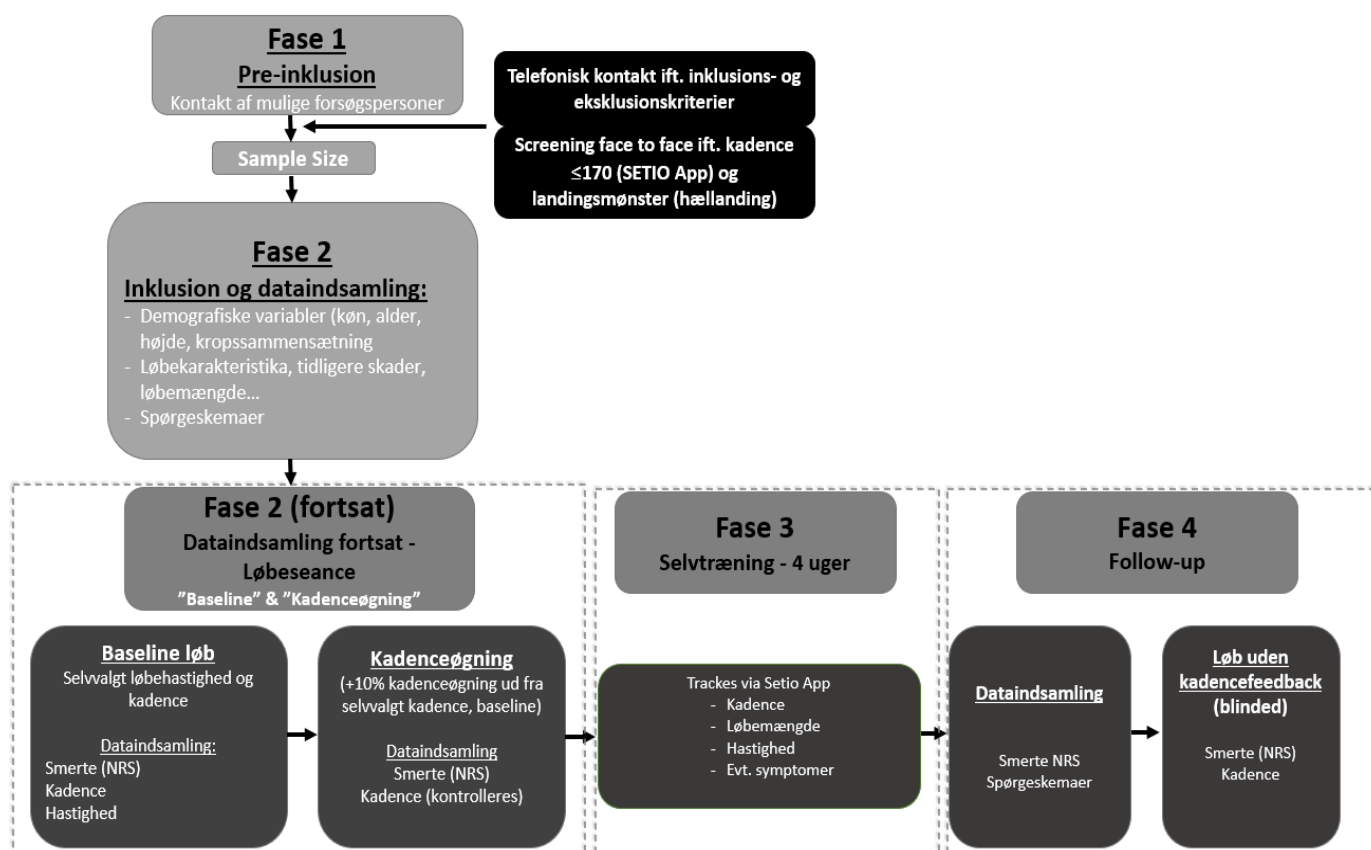 Fase 1
Pre-inklusion
Kontakt af mulige forsøgspersoner
Telefonisk kontakt ift. inklusions- og
eksklusionskriterier
Screening face to face ift. kadence
≤170 (SETIO App) og
landingsmønster (hællanding)
Sample Size
Fase 2
Inklusion og dataindsamling:
- Demografiske variabler (køn, alder,
højde, kropssammensætning
- Løbekarakteristika, tidligere skader,
løbemængde...
- Spørgeskemaer
Fase 2 (fortsat)
Dataindsamling fortsat -
Løbeseance
”Baseline” & ”Kadenceøgning”
Baseline løb
Selvvalgt løbehastighed og
kadence
Dataindsamling:
Smerte (NRS)
Kadence
Hastighed
Kadenceøgning
(+10% kadenceøgning ud fra
selvvalgt kadence, baseline)
Dataindsamling
Smerte (NRS)
Kadence (kontrolleres)
Fase 3
Selvtræning - 4 uger
Trackes via Setio App
- Kadence
- Løbemængde
- Hastighed
- Evt. symptomer
Fase 4
Follow-up
Dataindsamling
Smerte NRS
Spørgeskemaer
Løb uden
kadencefeedback
(blinded)
Smerte (NRS)
Kadence